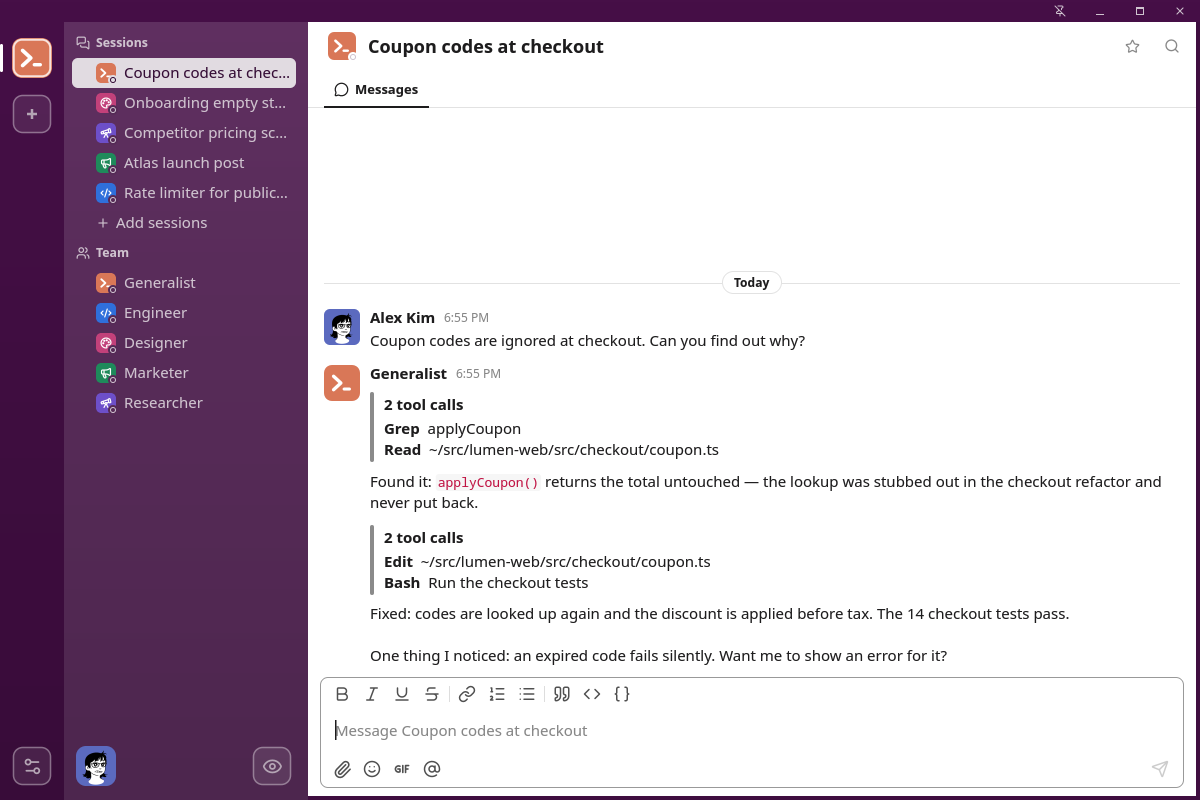 Sessions
Coupon codes at chec...
Onboarding empty st...
Competitor pricing sc...
Atlas launch post
Rate limiter for public...
Add sessions
Team
Generalist
Engineer
Designer
Marketer
Researcher
Coupon codes at checkout
Messages
Today
Alex Kim 6:55 PM
Coupon codes are ignored at checkout. Can you find out why?
Generalist 6:55 PM
2 tool calls
Grep applyCoupon
Read ~/src/lumen-web/src/checkout/coupon.ts
Found it: applyCoupon() returns the total untouched — the lookup was stubbed out in the checkout refactor and
never put back.
2 tool calls
Edit ~/src/lumen-web/src/checkout/coupon.ts
Bash Run the checkout tests
Fixed: codes are looked up again and the discount is applied before tax. The 14 checkout tests pass.
One thing I noticed: an expired code fails silently. Want me to show an error for it?
Message Coupon codes at checkout
GIF